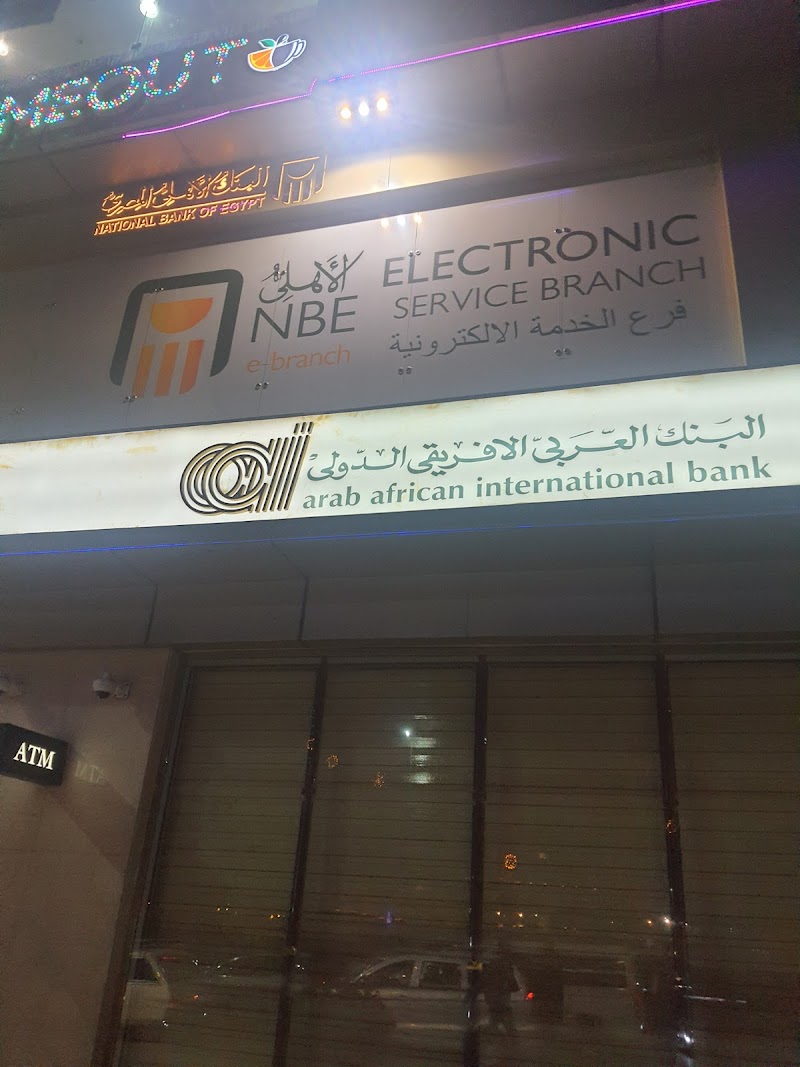 MEOUT
البنك الأهلي المصري
NATIONAL BANK OF EGYPT
الأهلي
NBE
e-branch
ELECTRONIC
SERVICE BRANCH
فرع الخدمة الالكترونية
البنك العربي الافريقي الدولي
arab african international bank
ATM